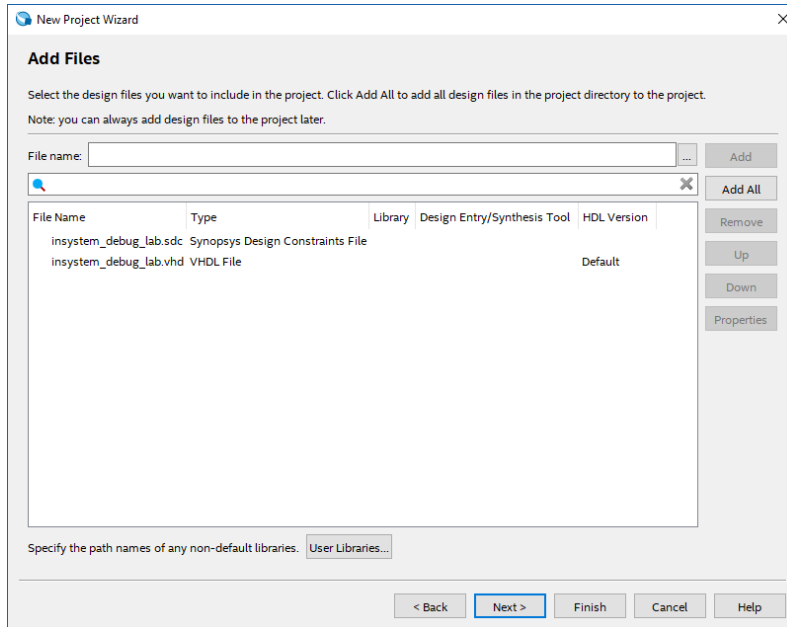 New Project Wizard
Add Files
Select the design files you want to include in the project. Click Add All to add all design files in the project directory to the project.
Note: you can always add design files to the project later.
File name: ... Add
Add All
File Name Type Library Design Entry/Synthesis Tool HDL Version
Remove
insystem_debug_lab.sdc Synopsys Design Constraints File
Up
insystem_debug_lab.vhd VHDL File Default
Down
Properties
Specify the path names of any non-default libraries. User Libraries...
< Back Next > Finish Cancel Help